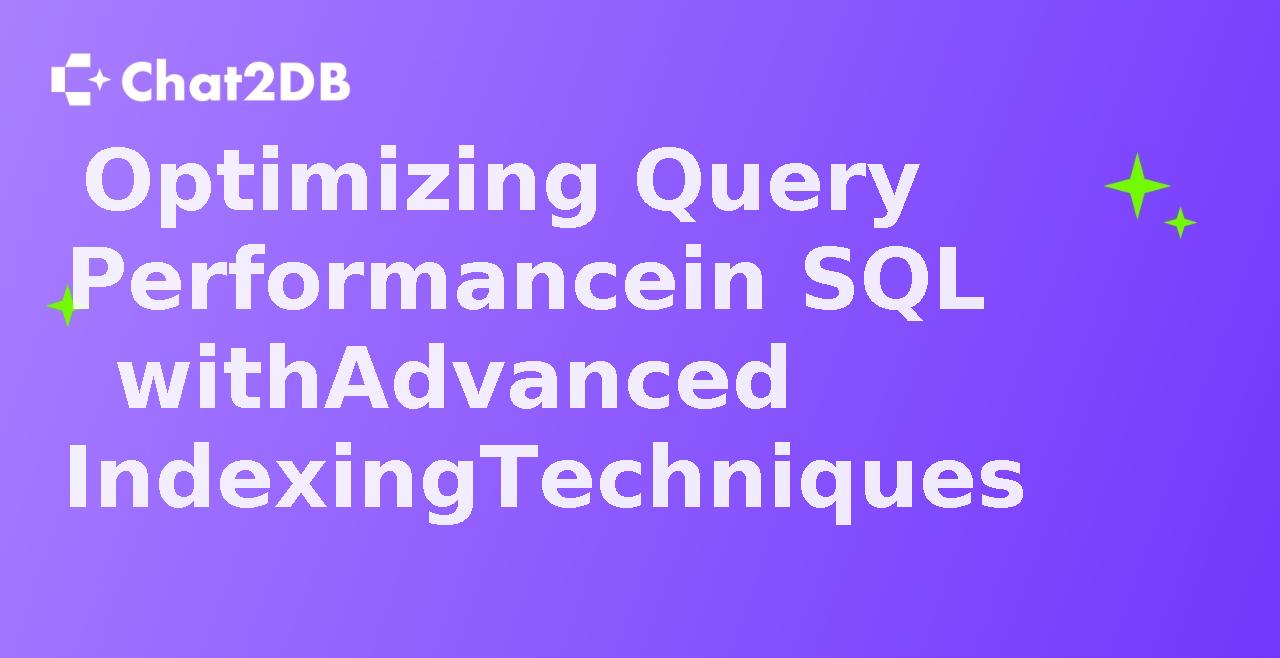 Chat2DB
Optimizing Query
Performancein SQL
withAdvanced
IndexingTechniques